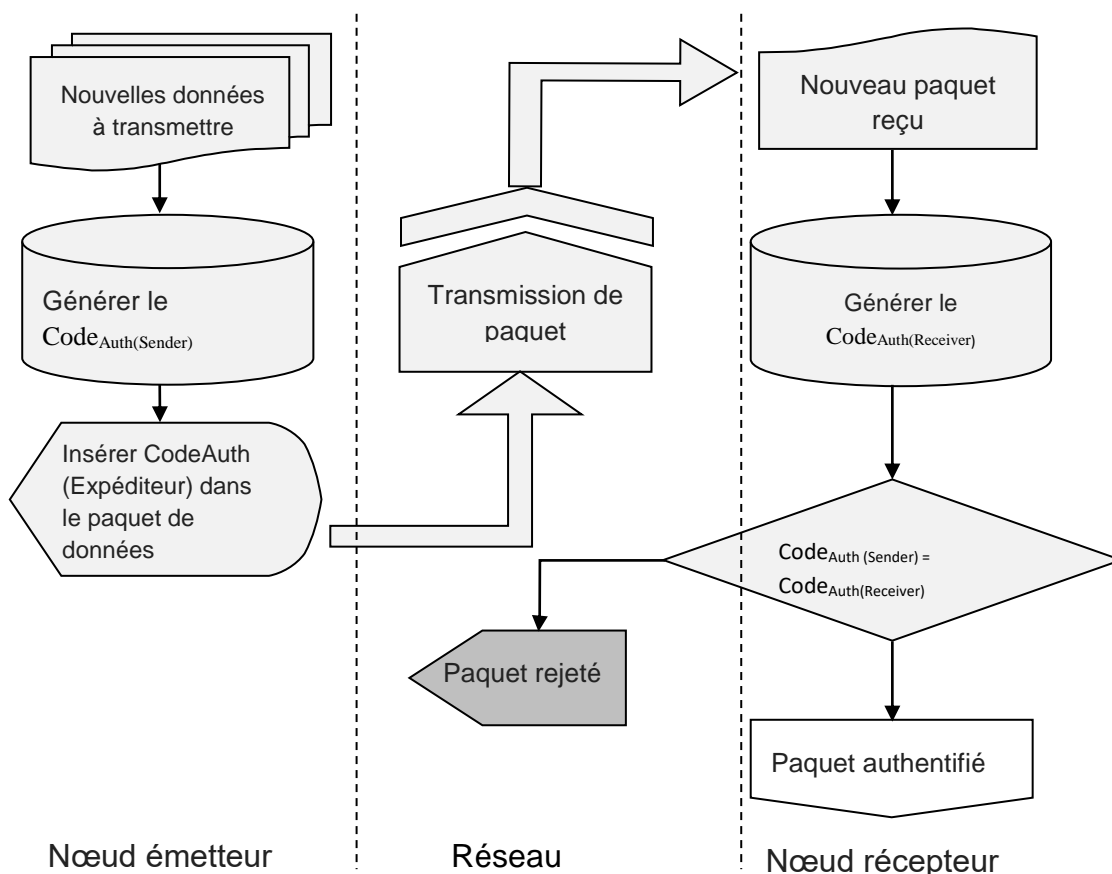 Nouvelles données
à transmettre
Générer le
CodeAuth(Sender)
Insérer CodeAuth
(Expéditeur) dans
le paquet de
données
Transmission de
paquet
Nouveau paquet
reçu
Générer le
CodeAuth(Receiver)
CodeAuth (Sender) =
CodeAuth(Receiver)
Paquet rejeté
Paquet authentifié
Nœud émetteur
Réseau
Nœud récepteur